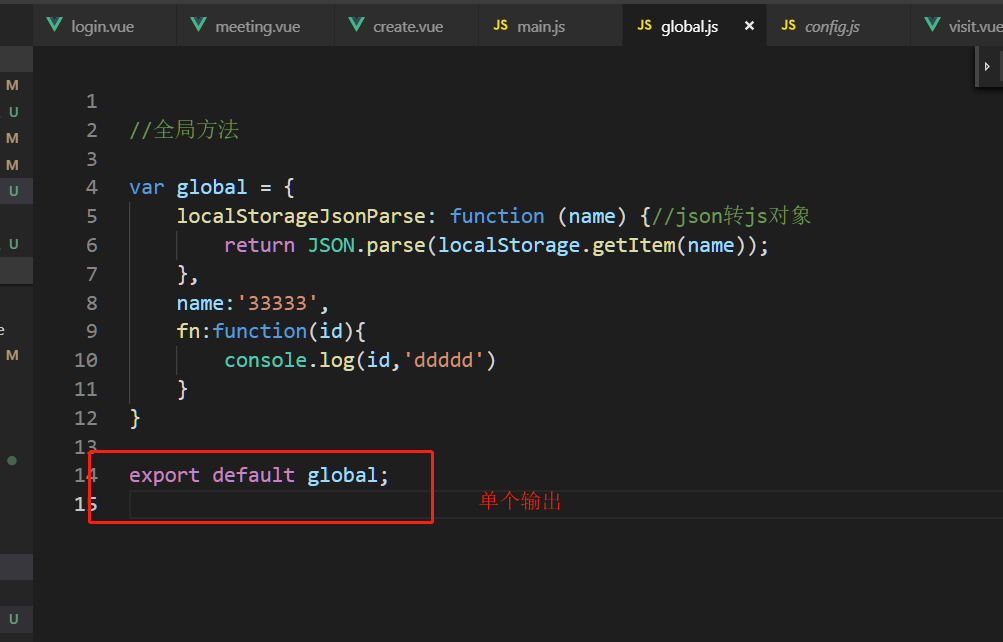 login.vue meeting.vue create.vue JS main.js JS global.js × JS config.js visit.vue
M
U
M
M
U
U
e
M
U
1
2 //全局方法
3
4 var global = {
5 localStorageJsonParse: function (name) {//json转js对象
6 return JSON.parse(localStorage.getItem(name));
7 },
8 name:'33333',
9 fn:function(id){
10 console.log(id,'ddddd')
11 }
12 }
13
14 export default global;
15
单个输出